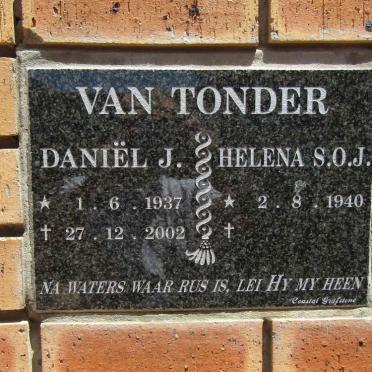 VAN TONDER
DANIËL J. HELENA S.O.J.
★ 1 . 6 . 1937 ★ 2 . 8 . 1940
† 27 . 12 . 2002 †
NA WATERS WAAR RUS IS, LEI HY MY HEEN
Coastal Grafstene